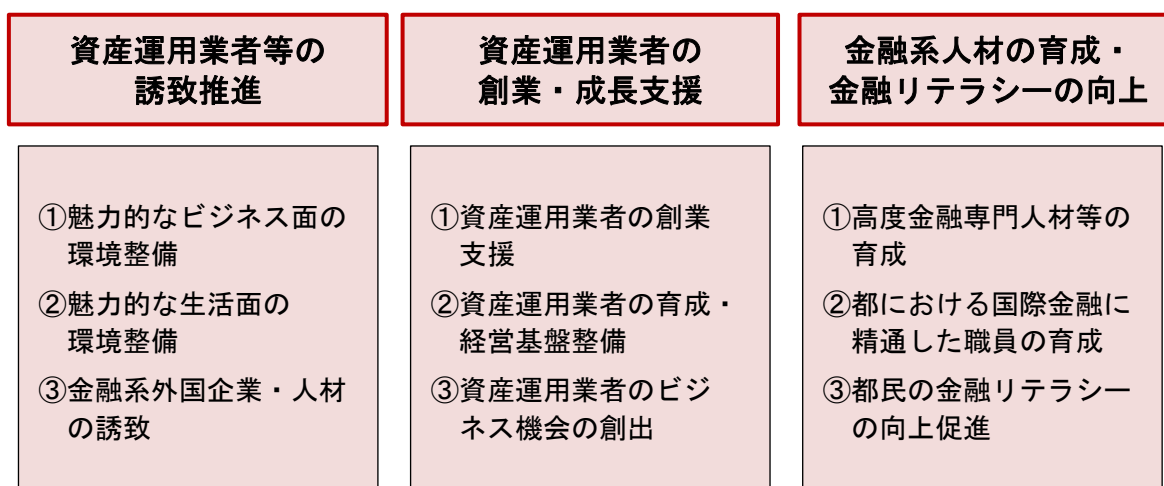 資産運用業者等の
誘致推進
資産運用業者の
創業・成長支援
金融系人材の育成・
金融リテラシーの向上
①魅力的なビジネス面の
環境整備
②魅力的な生活面の
環境整備
③金融系外国企業・人材
の誘致
①資産運用業者の創業
支援
②資産運用業者の育成・
経営基盤整備
③資産運用業者のビジ
ネス機会の創出
①高度金融専門人材等の
育成
②都における国際金融に
精通した職員の育成
③都民の金融リテラシー
の向上促進